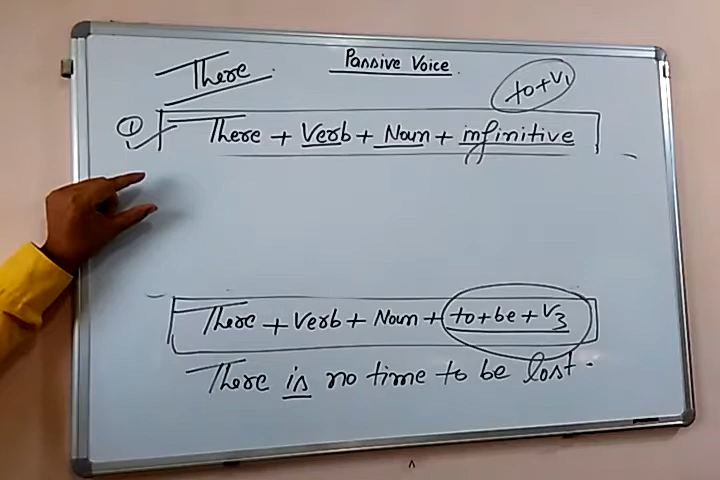 Passive Voice.
There
to+V1
① There + Verb + Noun + infinitive
There + Verb + Noun + to+be+V3
There is no time to be lost.